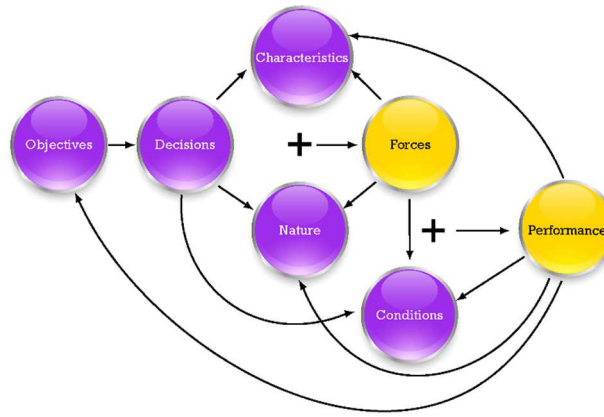 Characteristics
Objectives
Decisions
+
Forces
Nature
+
Performance
Conditions